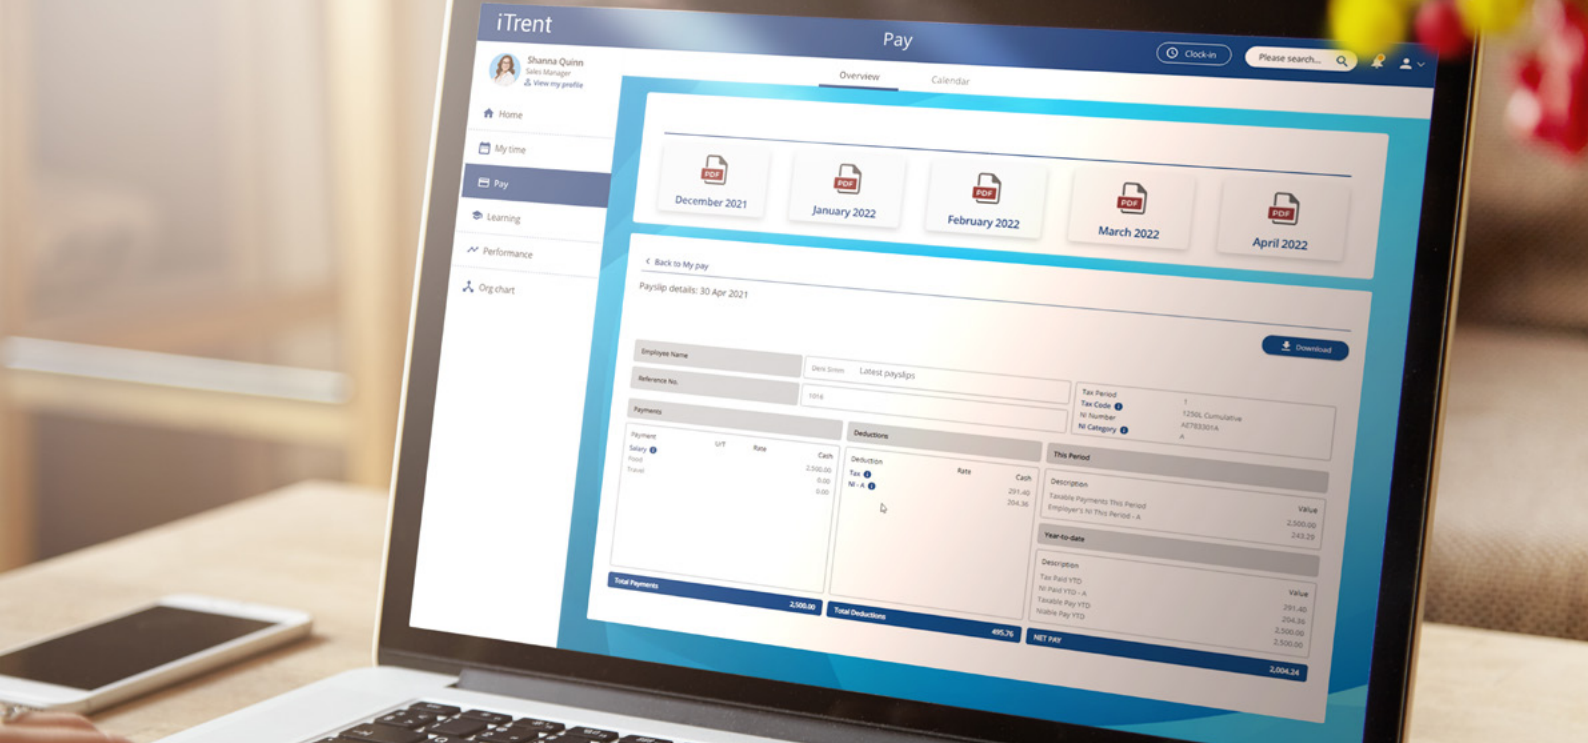 iTrent
Pay
Clock-in
Please search...
Shanna Quinn
Sales Manager
View my profile
Overview
Calendar
Home
My time
Pay
Learning
Performance
Org chart
PDF
December 2021
PDF
January 2022
PDF
February 2022
PDF
March 2022
PDF
April 2022
< Back to My pay
Payslip details: 30 Apr 2021
Download
Employee Name
Latest payslips
Reference No.
1016
Tax Period 1
Tax Code 1250L Cumulative
NI Number AE783301A
NI Category A
Payments
Payment U/T Rate Cash
Salary 2,500.00
Food 0.00
Travel 0.00
Total Payments
2,500.00
Deductions
Deduction Rate Cash
Tax 291.40
NI - A 204.36
Total Deductions
495.76
This Period
Description Value
Taxable Payments This Period 2,500.00
Employer's NI This Period - A 243.29
Year-to-date
Description Value
Tax Paid YTD 291.40
NI Paid YTD - A 204.36
Taxable Pay YTD 2,500.00
Niable Pay YTD 2,500.00
NET PAY
2,004.24